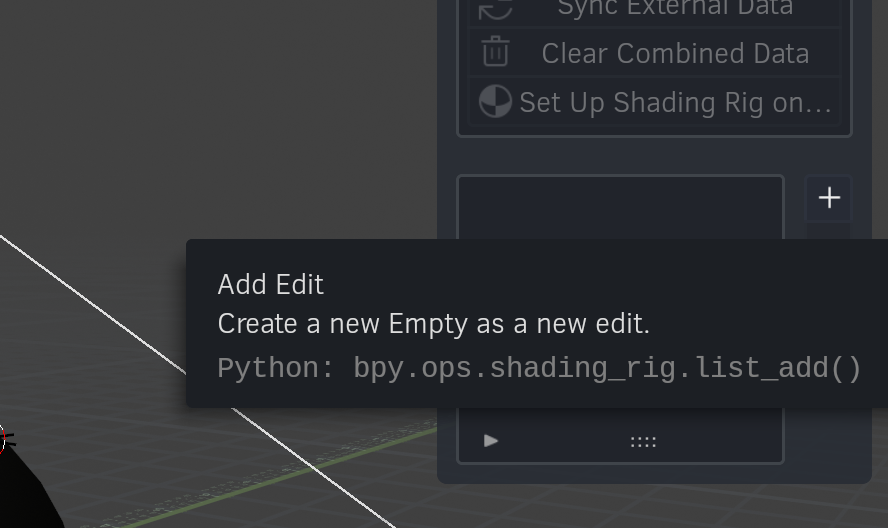 Sync External Data
Clear Combined Data
Set Up Shading Rig on...
Add Edit
Create a new Empty as a new edit.
Python: bpy.ops.shading_rig.list_add()